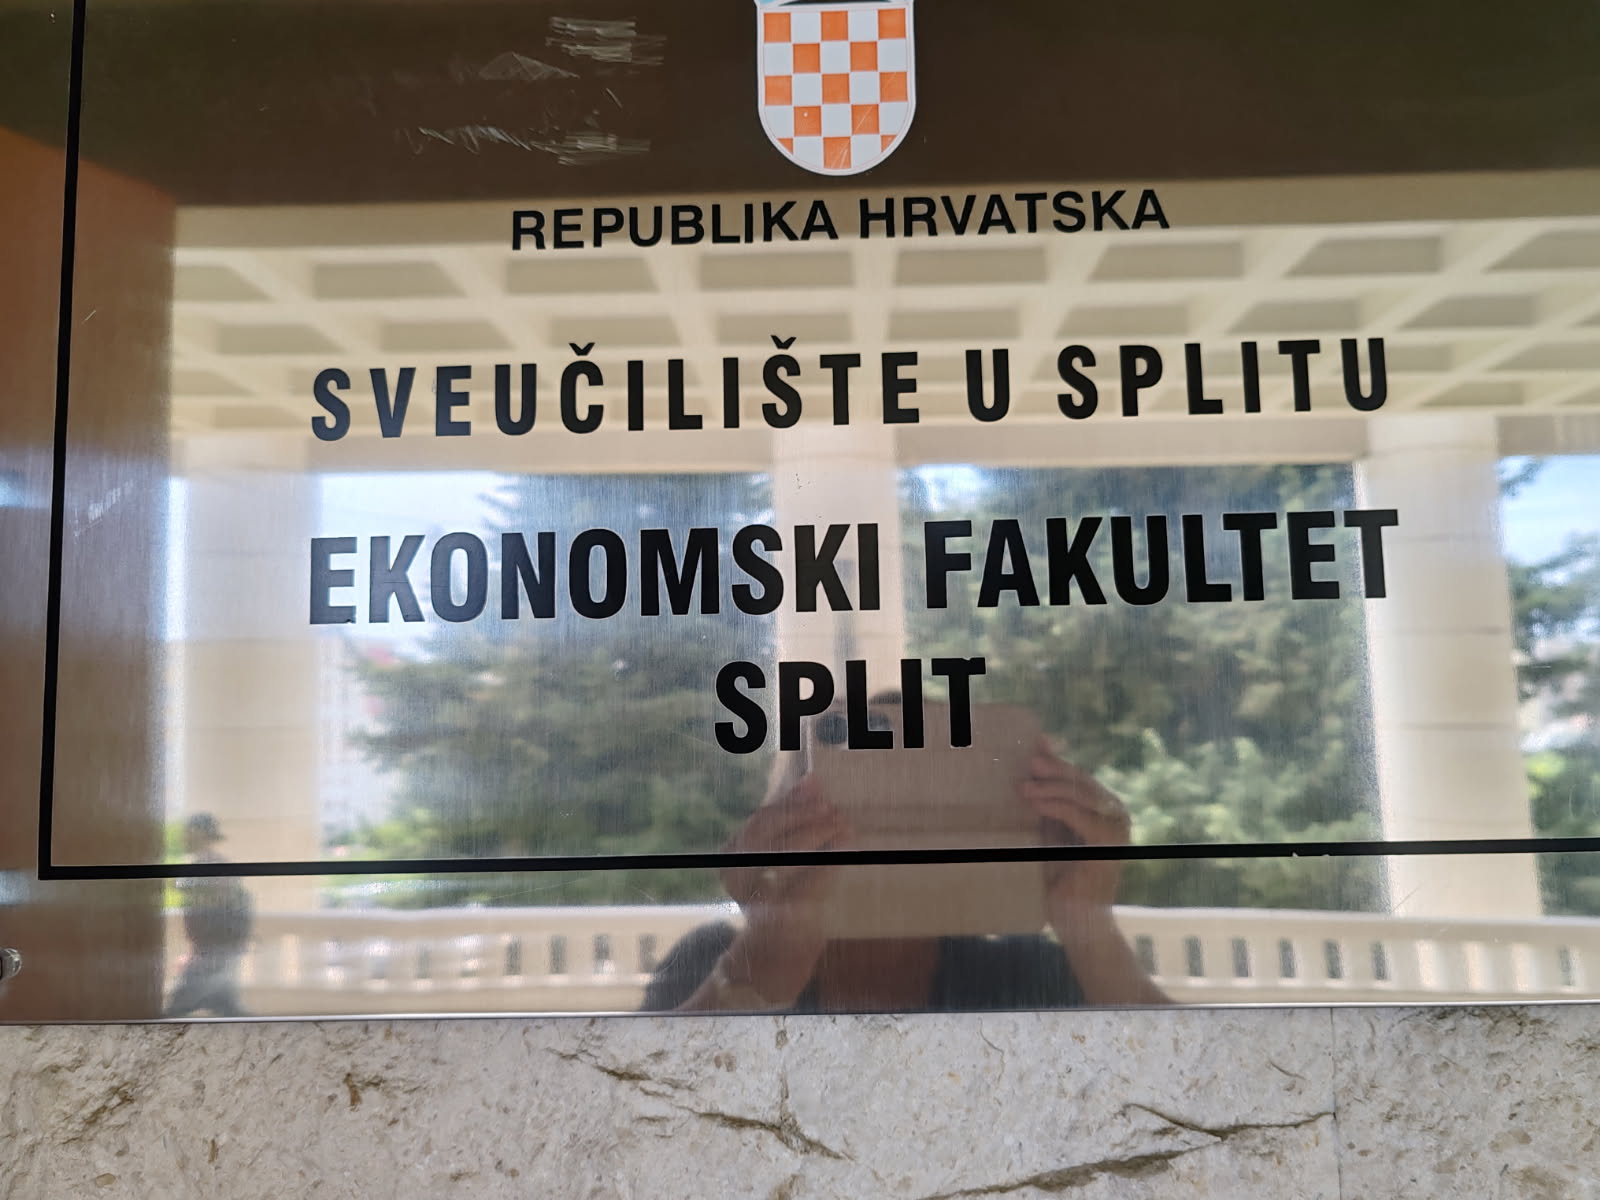 REPUBLIKA HRVATSKA
SVEUČILIŠTE U SPLITU
EKONOMSKI FAKULTET
SPLIT